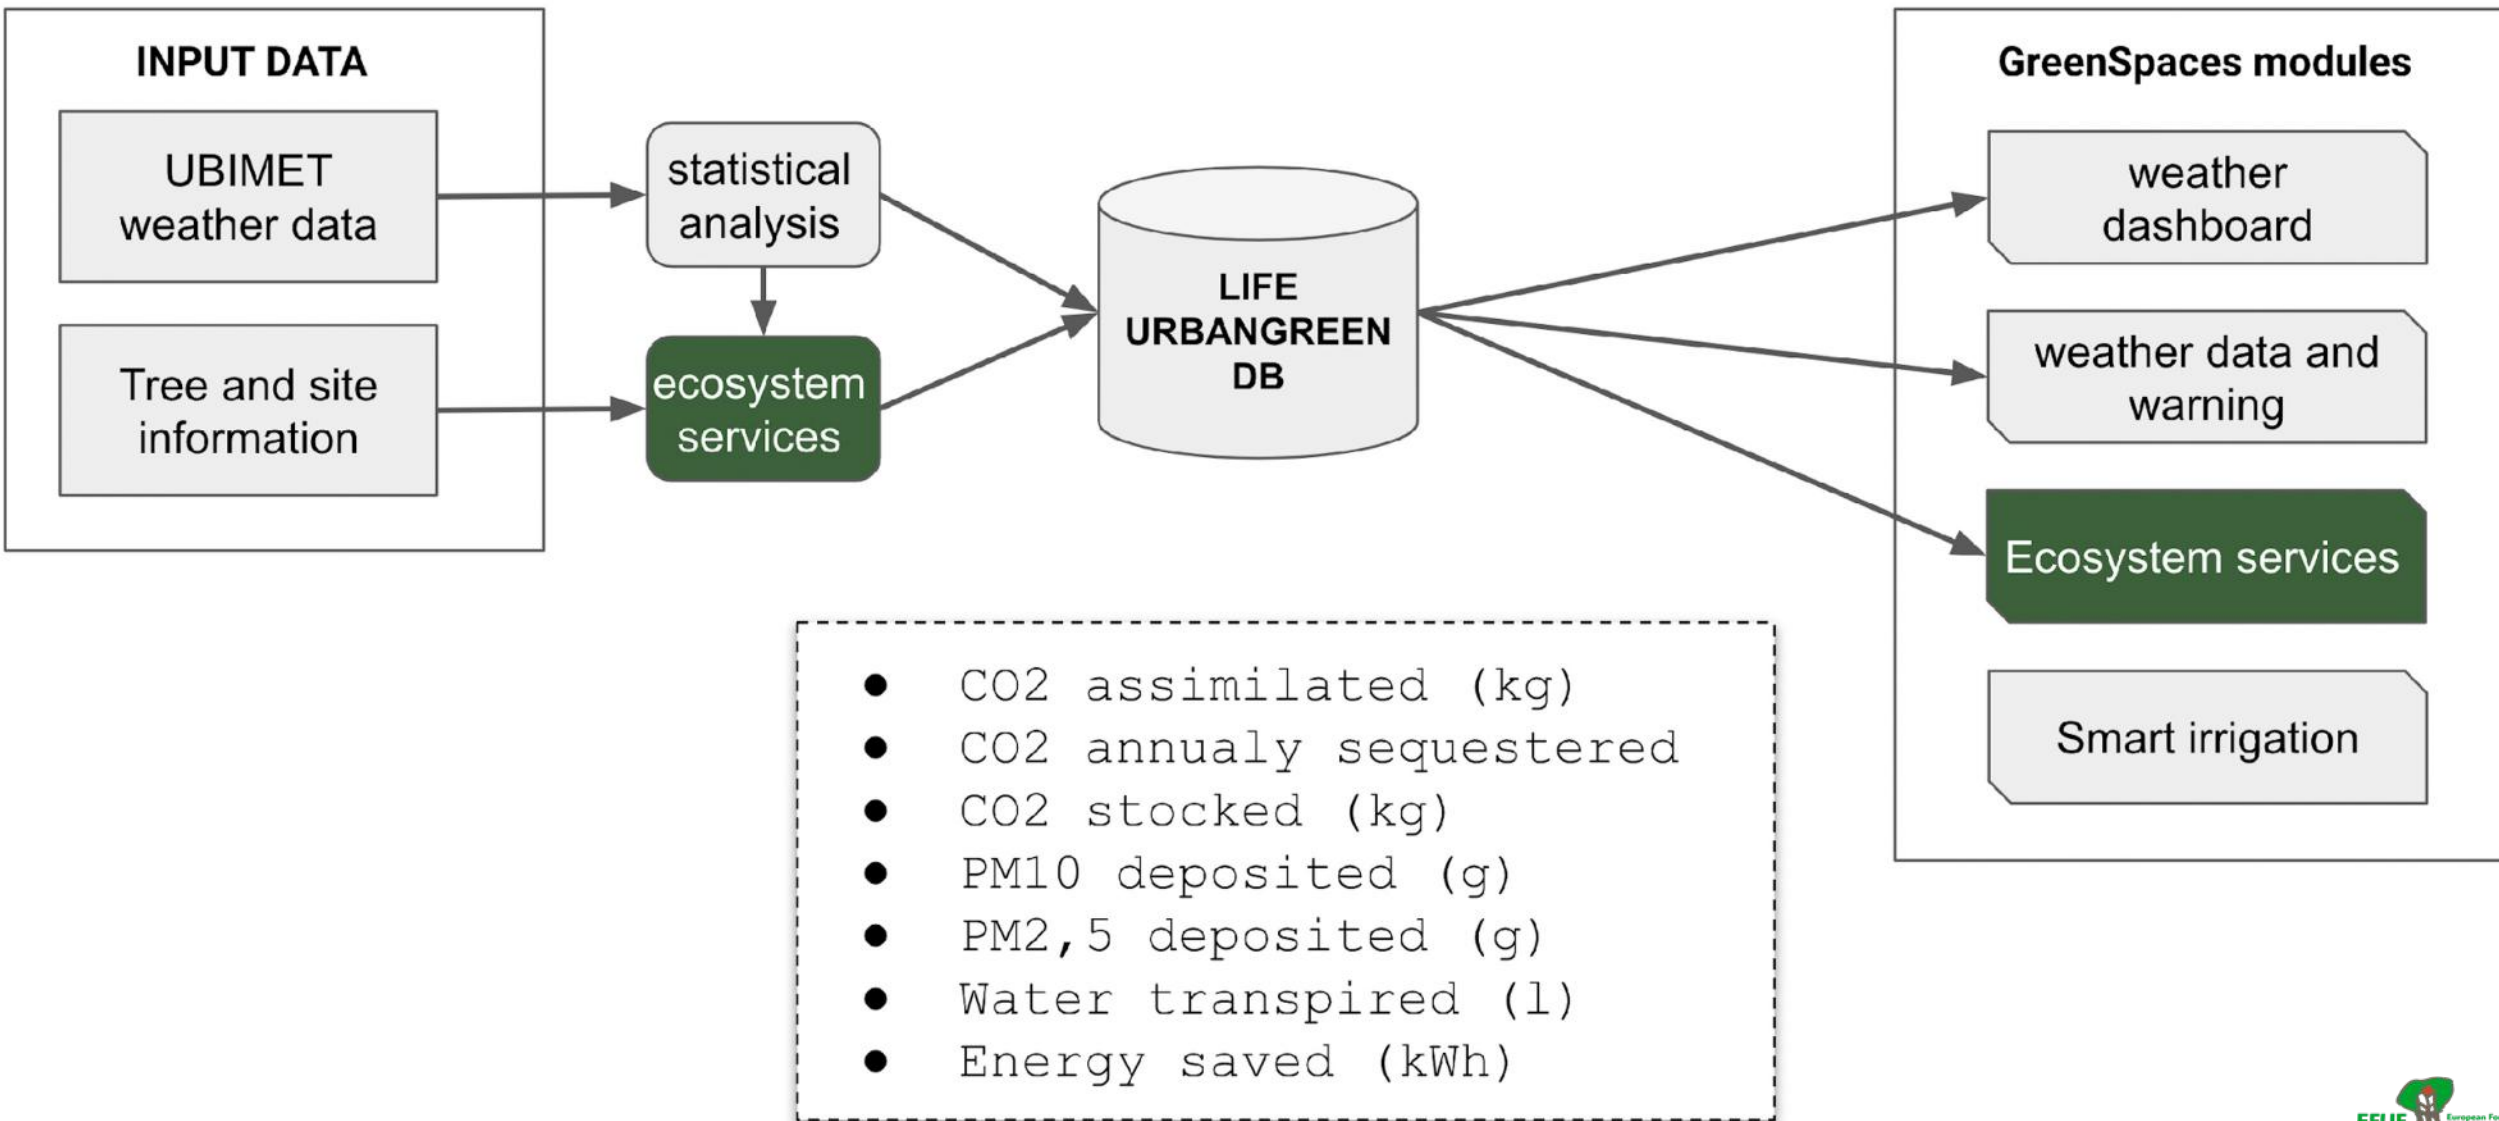 INPUT DATA
UBIMET
weather data
Tree and site
information
statistical
analysis
ecosystem
services
LIFE
URBANGREEN
DB
GreenSpaces modules
weather
dashboard
weather data and
warning
Ecosystem services
Smart irrigation
● CO2 assimilated (kg)
● CO2 annualy sequestered
● CO2 stocked (kg)
● PM10 deposited (g)
● PM2,5 deposited (g)
● Water transpired (l)
● Energy saved (kWh)
European